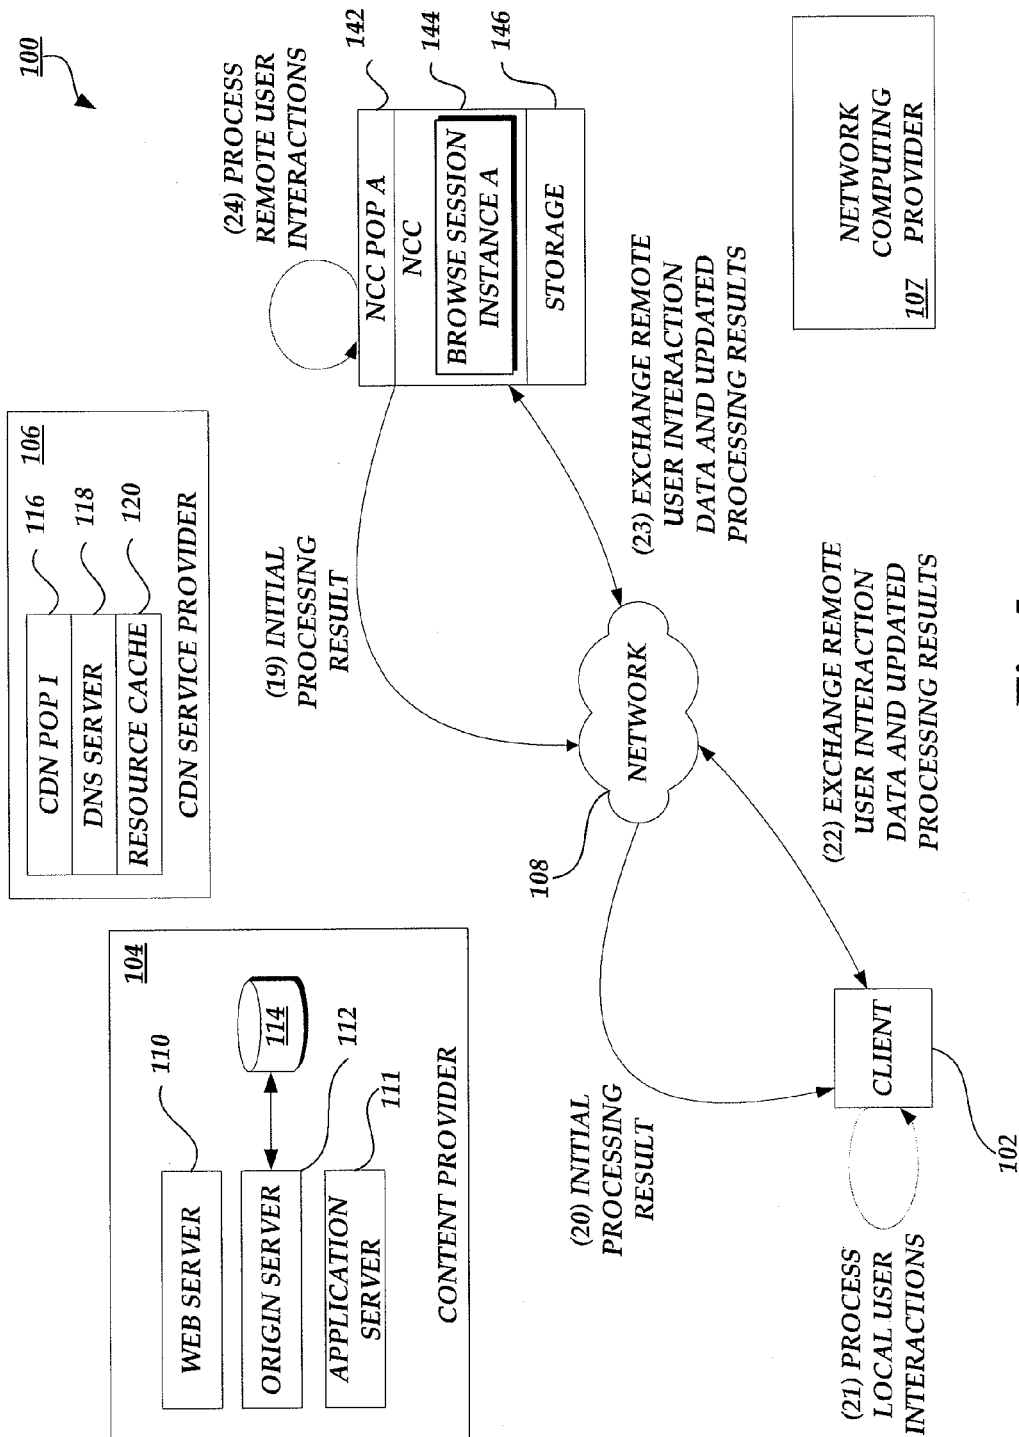 100
104
110
WEB SERVER
ORIGIN SERVER
114
112
APPLICATION
SERVER
111
CONTENT PROVIDER
106
CDN POP I
116
DNS SERVER
118
RESOURCE CACHE
120
CDN SERVICE PROVIDER
(24) PROCESS
REMOTE USER
INTERACTIONS
142
144
146
NCC POP A
NCC
BROWSE SESSION
INSTANCE A
STORAGE
(19) INITIAL
PROCESSING
RESULT
(20) INITIAL
PROCESSING
RESULT
108
NETWORK
(23) EXCHANGE REMOTE
USER INTERACTION
DATA AND UPDATED
PROCESSING RESULTS
(22) EXCHANGE REMOTE
USER INTERACTION
DATA AND UPDATED
PROCESSING RESULTS
(21) PROCESS
LOCAL USER
INTERACTIONS
CLIENT
102
NETWORK
COMPUTING
PROVIDER
107